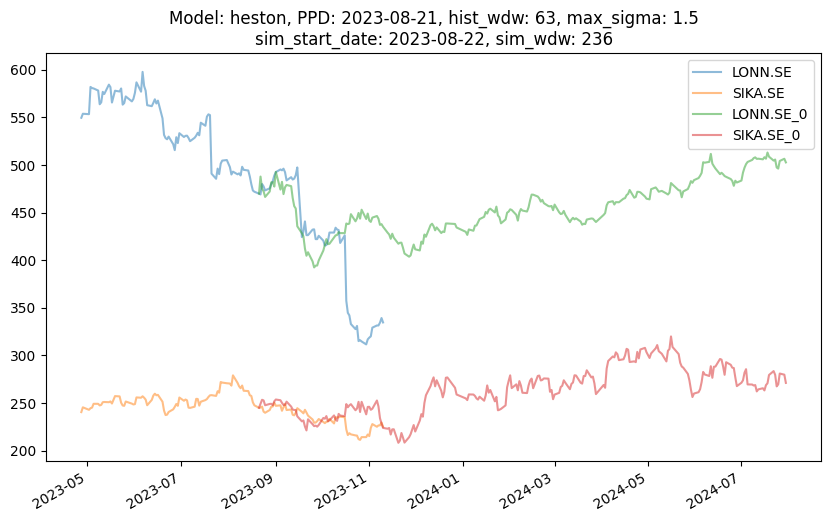 Model: heston, PPD: 2023-08-21, hist_wdw: 63, max_sigma: 1.5
sim_start_date: 2023-08-22, sim_wdw: 236
LONN.SE
SIKA.SE
LONN.SE_0
SIKA.SE_0
600
550
500
450
400
350
300
250
200
2023-05
2023-07
2023-09
2023-11
2024-01
2024-03
2024-05
2024-07